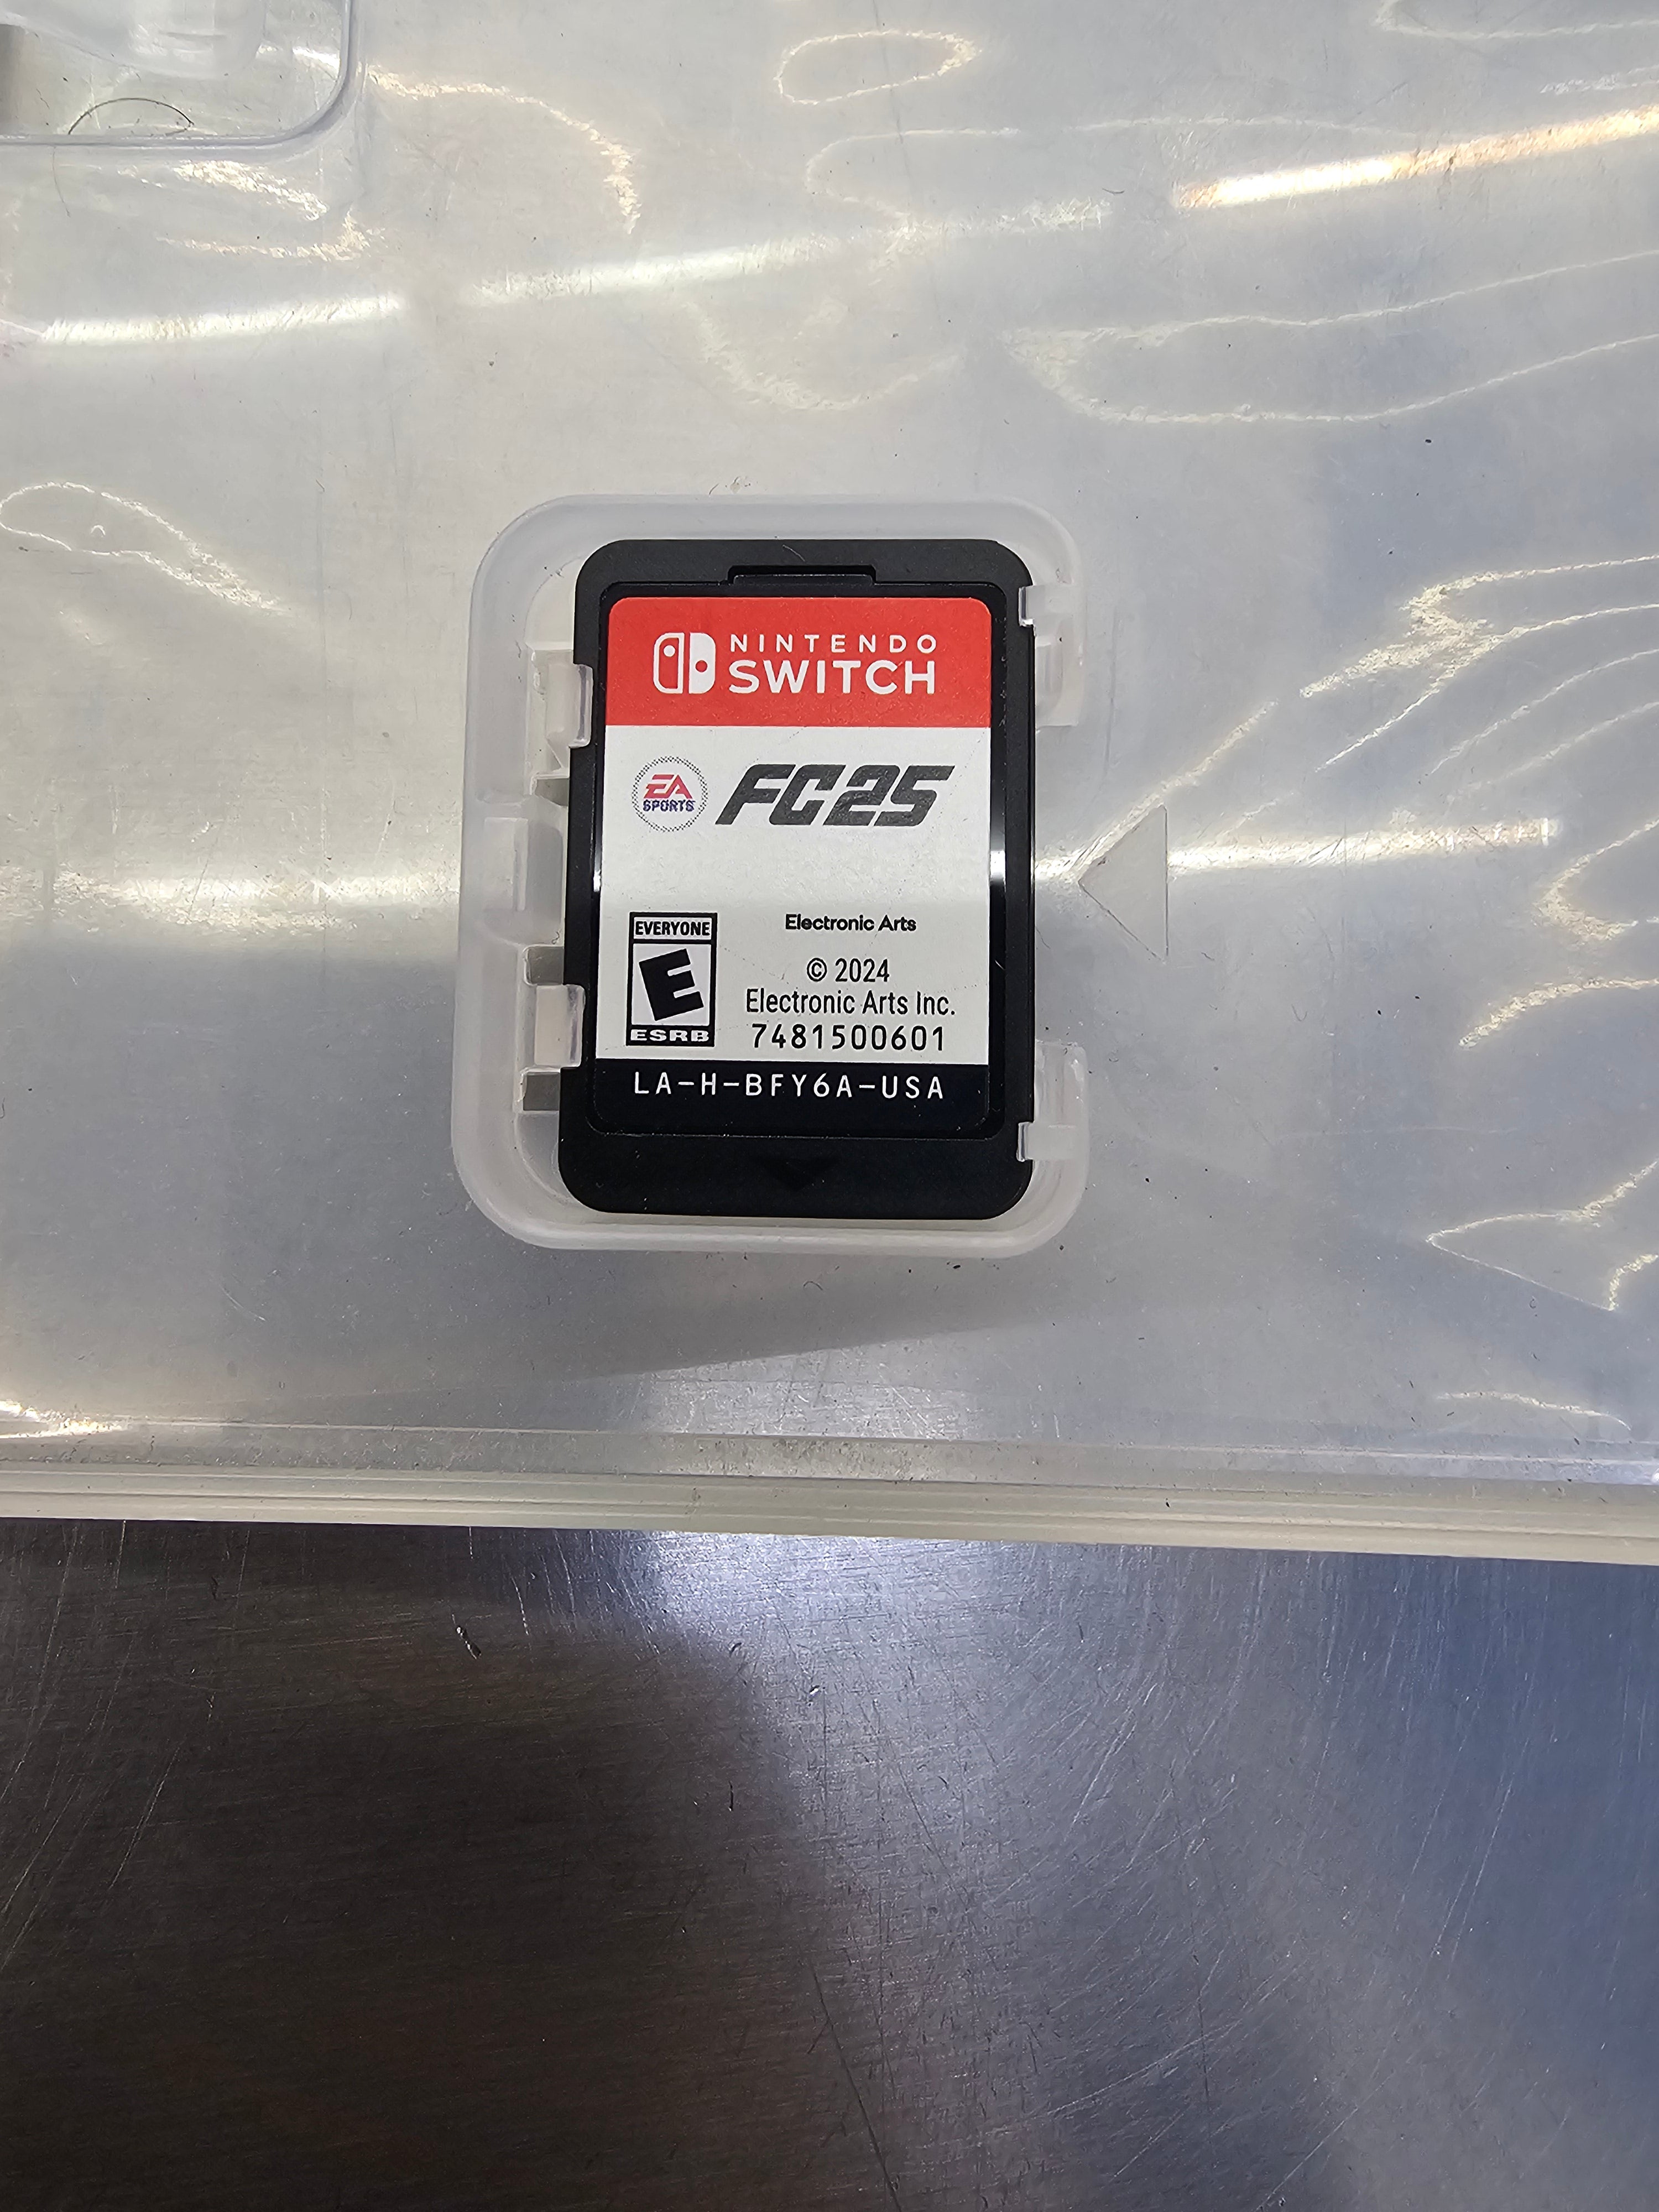 NINTENDO
SWITCH
EA
SPORTS
FC25
EVERYONE
E
ESRB
Electronic Arts
© 2024
Electronic Arts Inc.
7481500601
LA-H-BFY6A-USA